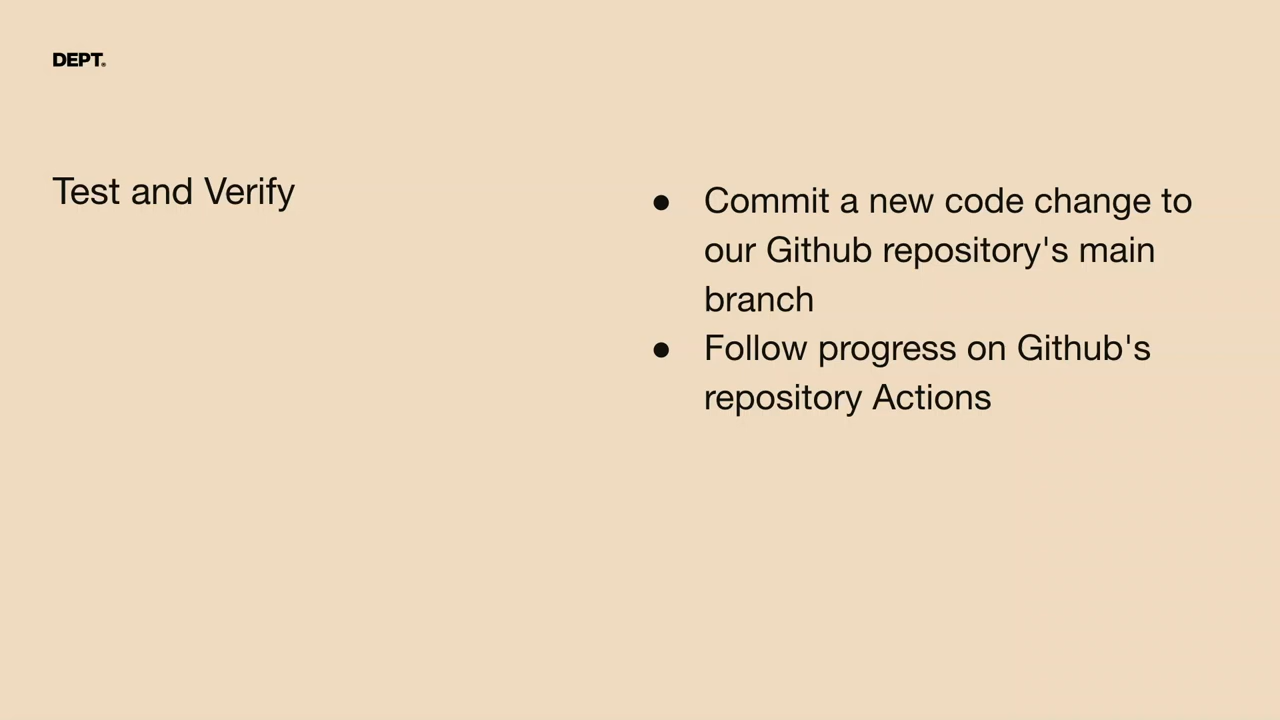 DEPT®
Test and Verify
● Commit a new code change to
our Github repository's main
branch
● Follow progress on Github's
repository Actions